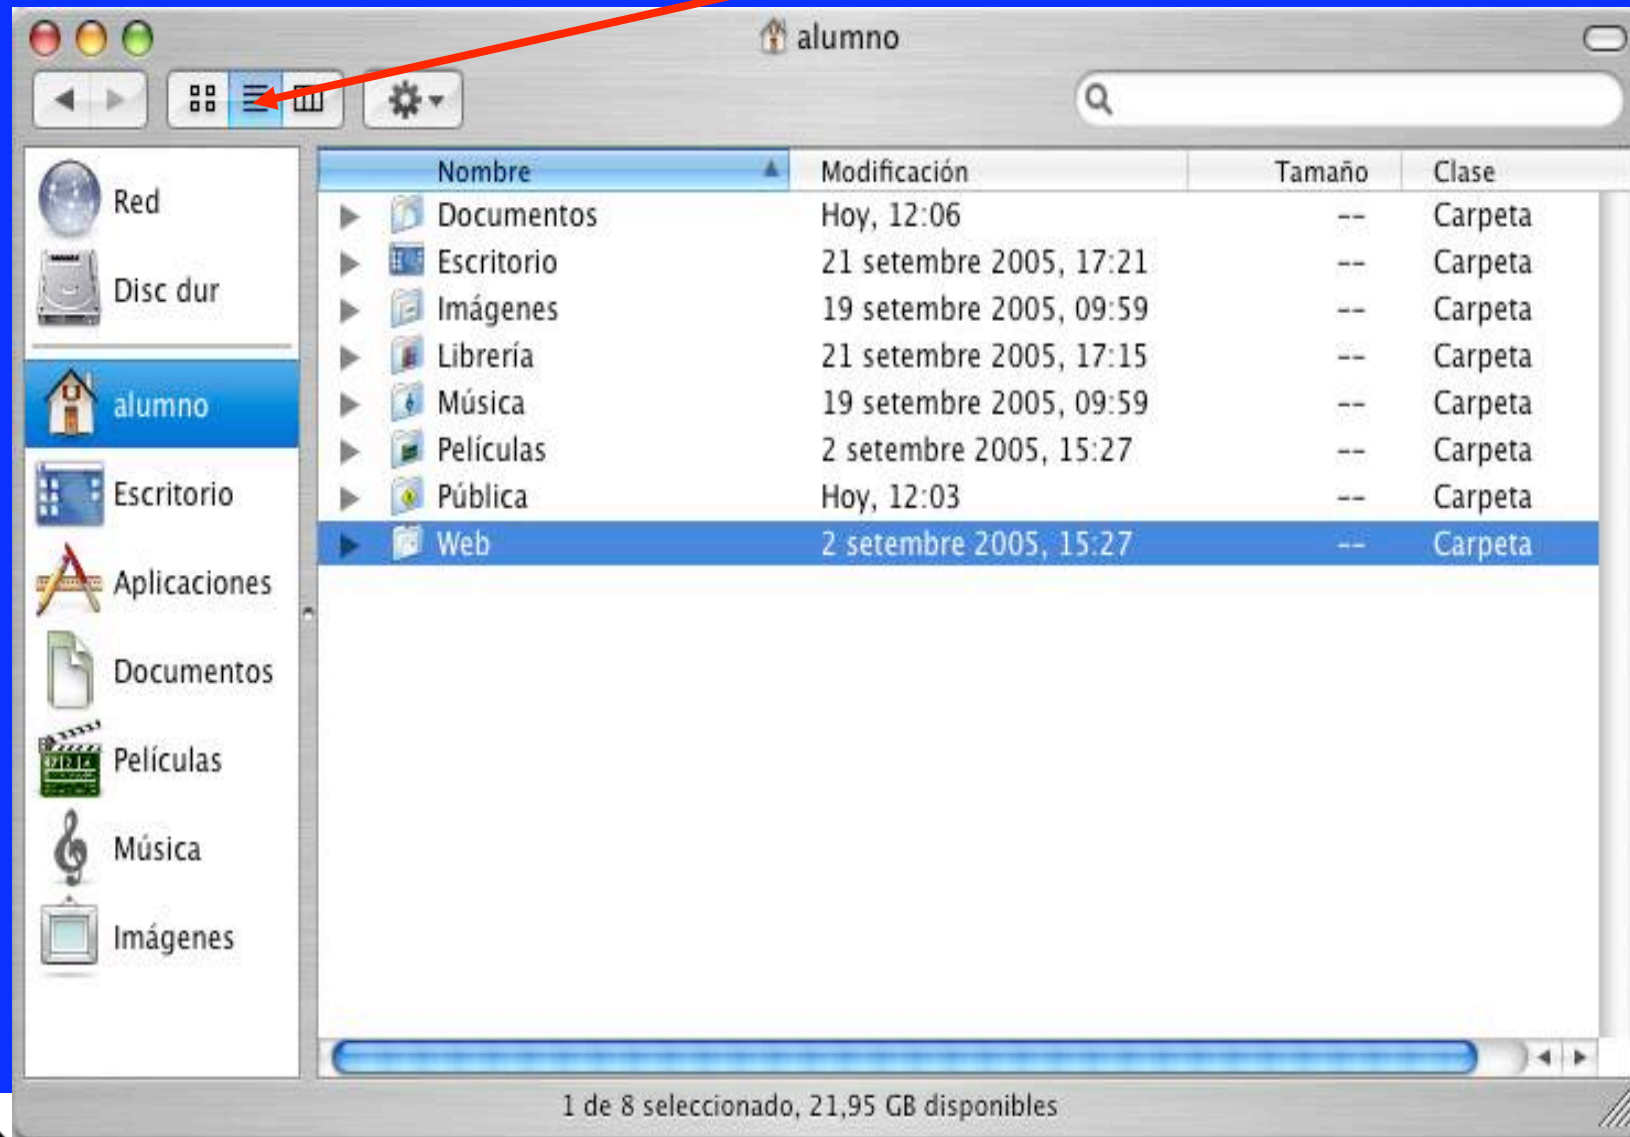 alumno
Red
Disc dur
alumno
Escritorio
Aplicaciones
Documentos
Películas
Música
Imágenes
Nombre Modificación Tamaño Clase
Documentos Hoy, 12:06 -- Carpeta
Escritorio 21 setembre 2005, 17:21 -- Carpeta
Imágenes 19 setembre 2005, 09:59 -- Carpeta
Librería 21 setembre 2005, 17:15 -- Carpeta
Música 19 setembre 2005, 09:59 -- Carpeta
Películas 2 setembre 2005, 15:27 -- Carpeta
Pública Hoy, 12:03 -- Carpeta
Web 2 setembre 2005, 15:27 -- Carpeta
1 de 8 seleccionado, 21,95 GB disponibles